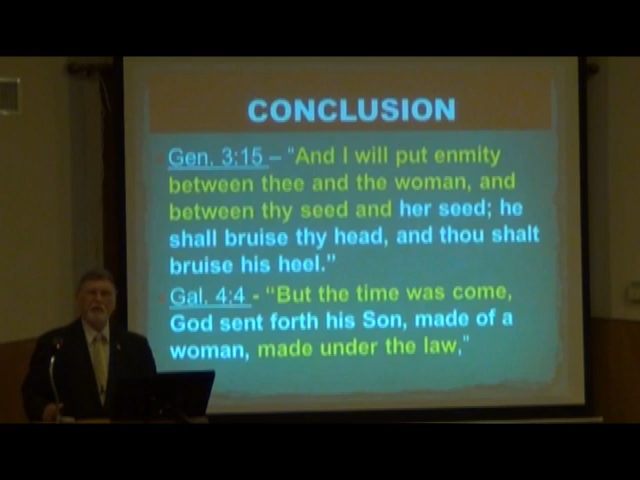 CONCLUSION
Gen. 3:15 – “And I will put enmity
between thee and the woman, and
between thy seed and her seed; he
shall bruise thy head, and thou shalt
bruise his heel.”
Gal. 4:4 - “But the time was come,
God sent forth his Son, made of a
woman, made under the law,”